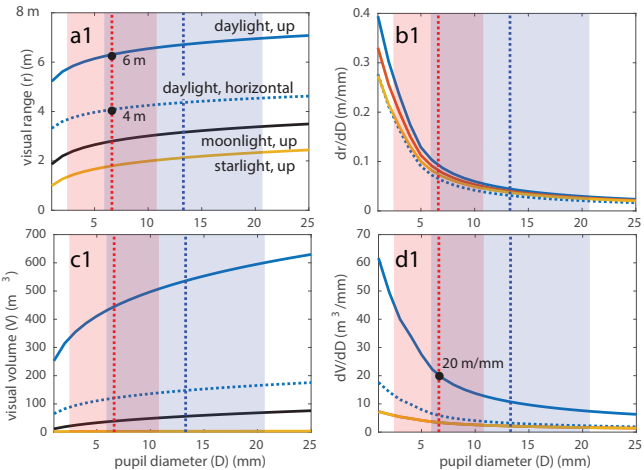 8 m
a1
daylight, up
6
6 m
daylight, horizontal
4
4 m
moonlight, up
2
starlight, up
0
5 10 15 20 25
visual range (r) (m)
b1
0.4
0.3
0.2
0.1
0
5 10 15 20 25
dr/dD (m/mm)
c1
700
600
500
400
300
200
100
0
5 10 15 20 25
visual volume (V) (m 3)
pupil diameter (D) (mm)
d1
70
60
50
40
30
20
10
0
20 m/mm
5 10 15 20 25
dV/dD (m 3/mm)
pupil diameter (D) (mm)